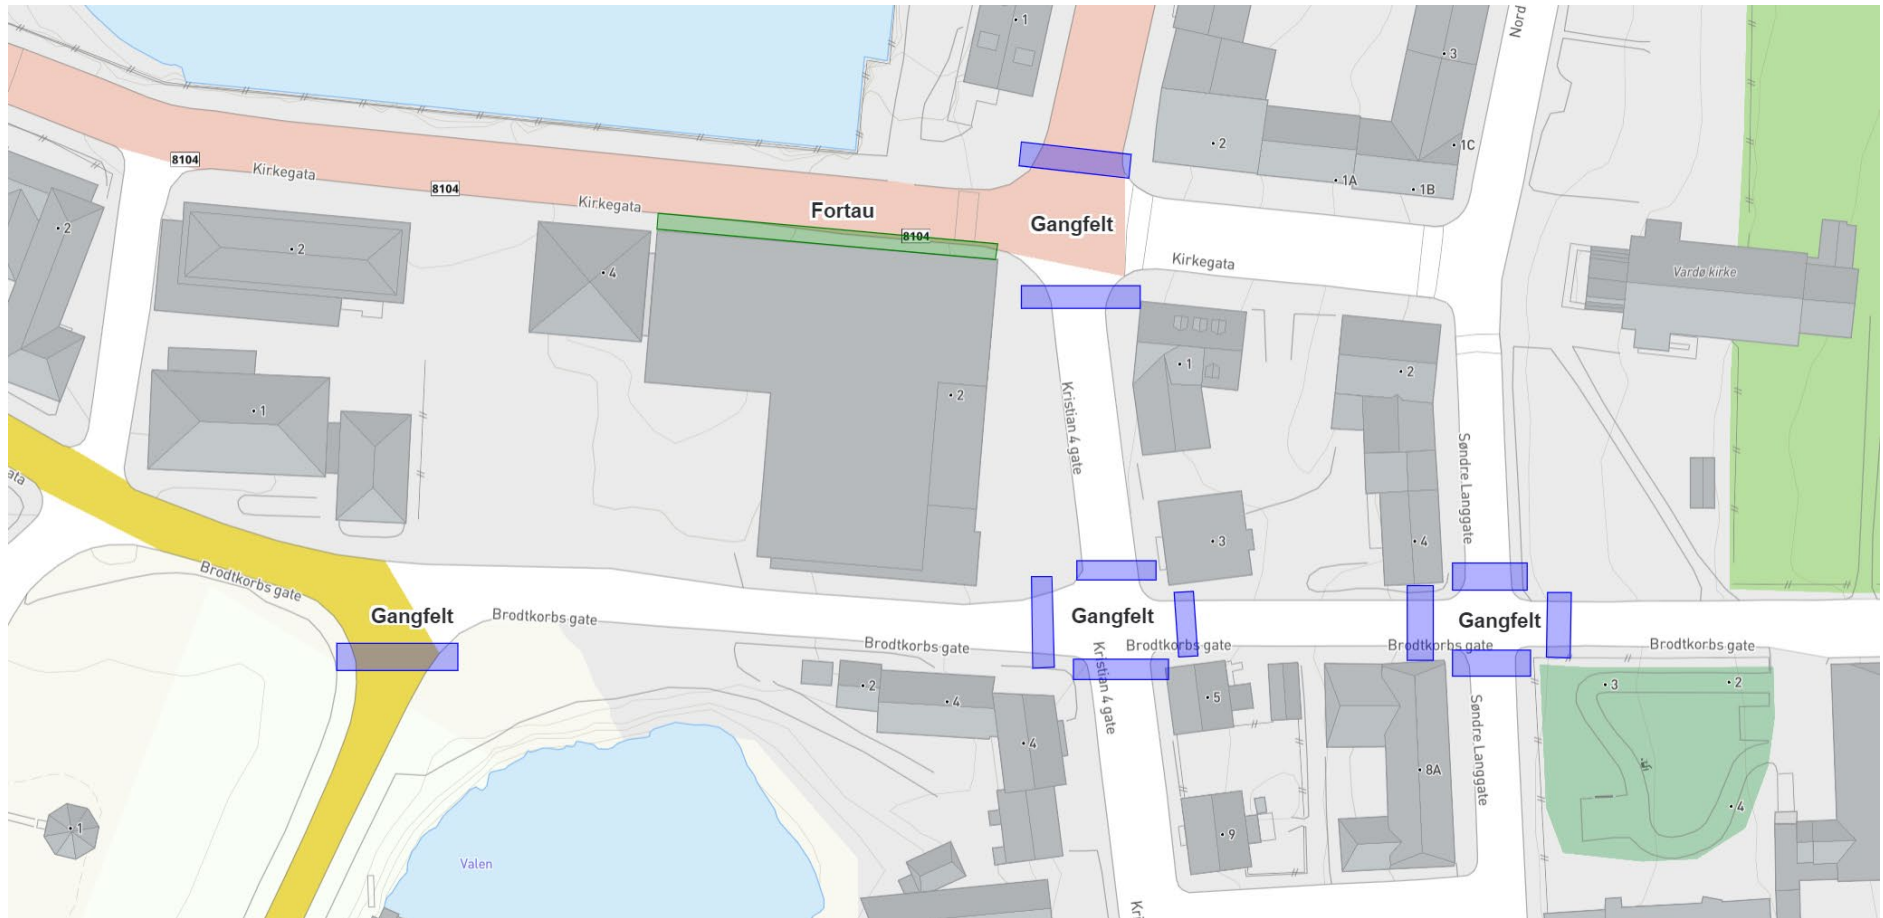 1
3
Nord
2
1C
1A
1B
8104
Kirkegata
8104
Kirkegata
Fortau
8104
Gangfelt
Kirkegata
Vardø kirke
2
2
4
1
2
1
2
Kristian 4 gate
Søndre Langgate
3
4
ata
Brodtkorbs gate
Gangfelt
Brodtkorbs gate
Gangfelt
Gangfelt
Brodtkorbs gate
Brodtkorbs gate
Brodtkorbs gate
Brodtkorbs gate
Kristian 4 gate
2
4
5
3
2
4
8A
Søndre Langgate
4
1
9
Valen
Kri